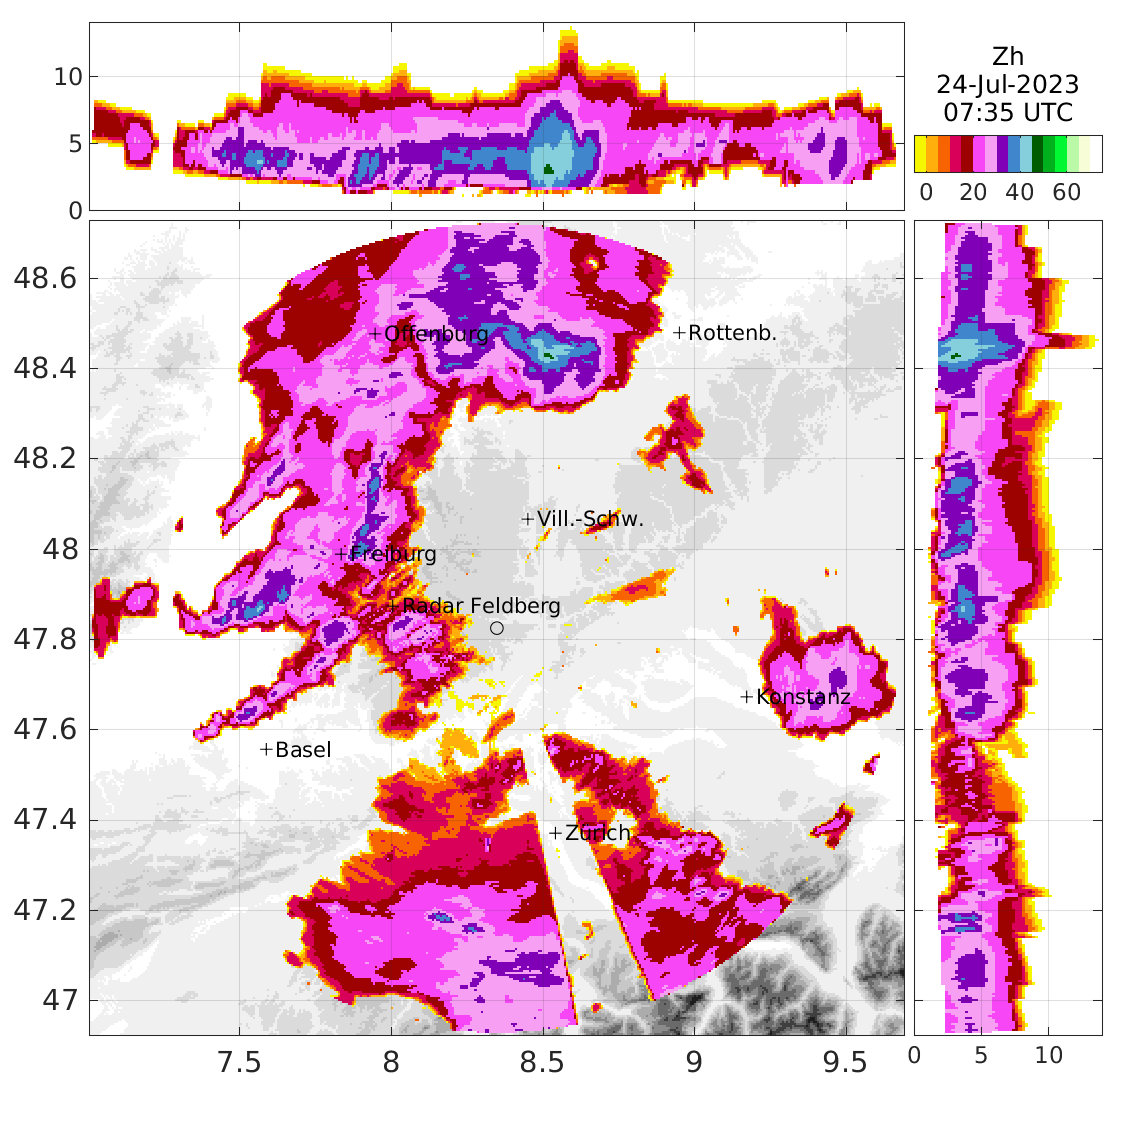 10
5
0
Zh
24-Jul-2023
07:35 UTC
0 20 40 60
48.6
48.4
48.2
48
47.8
47.6
47.4
47.2
47
+Offenburg
+Rottenb.
+Vill.-Schw.
+Freiburg
+Radar Feldberg
+Konstanz
+Basel
+Zürich
7.5 8 8.5 9 9.5
0 5 10